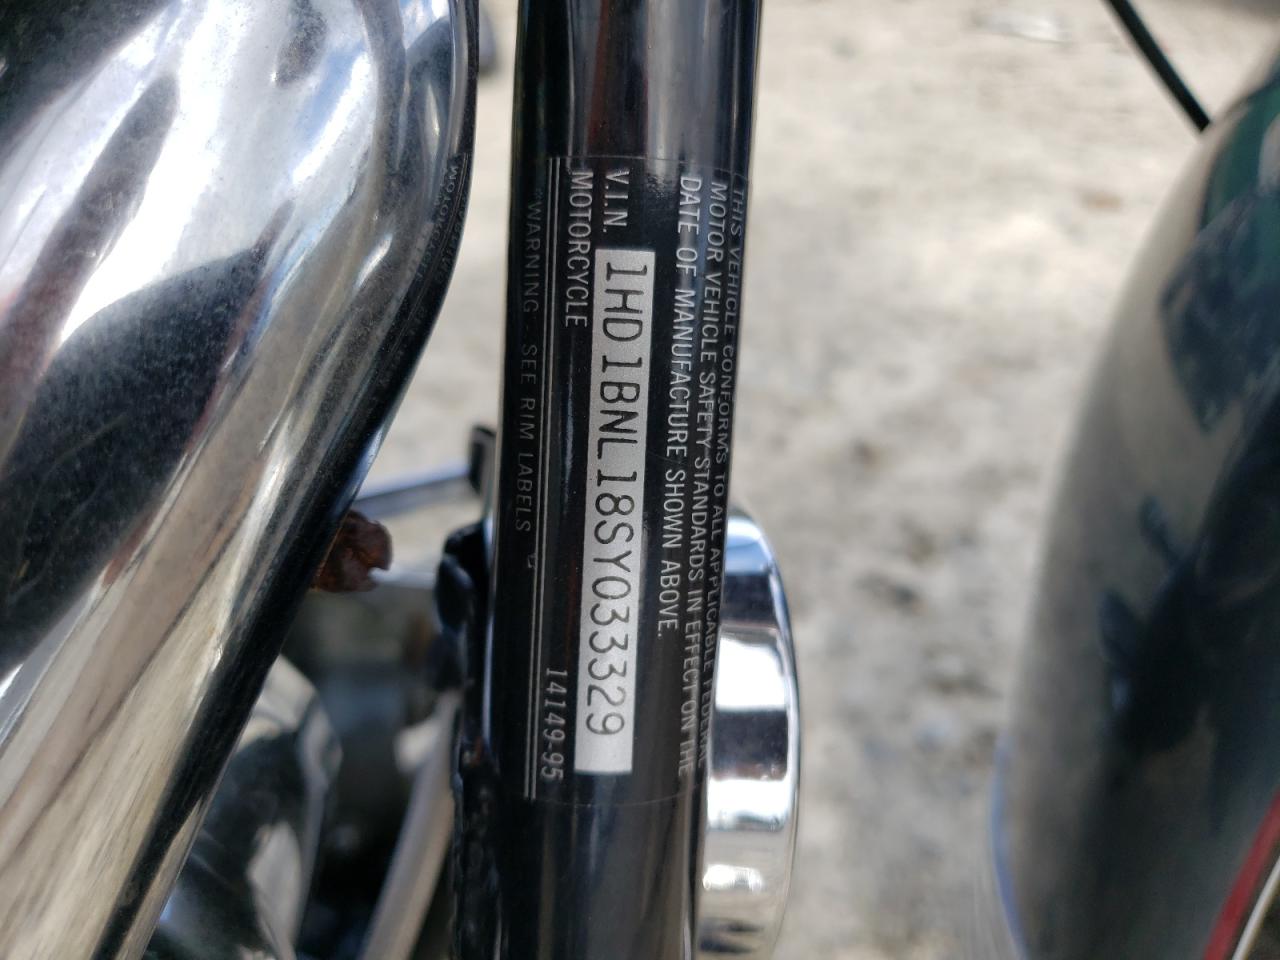 THIS VEHICLE CONFORMS TO ALL APPLICABLE FEDERAL
MOTOR VEHICLE SAFETY STANDARDS IN EFFECT ON THE
DATE OF MANUFACTURE SHOWN ABOVE.
V.I.N. 1HD1BNL18SY033329
MOTORCYCLE 14149-95
WARNING - SEE RIM LABELS